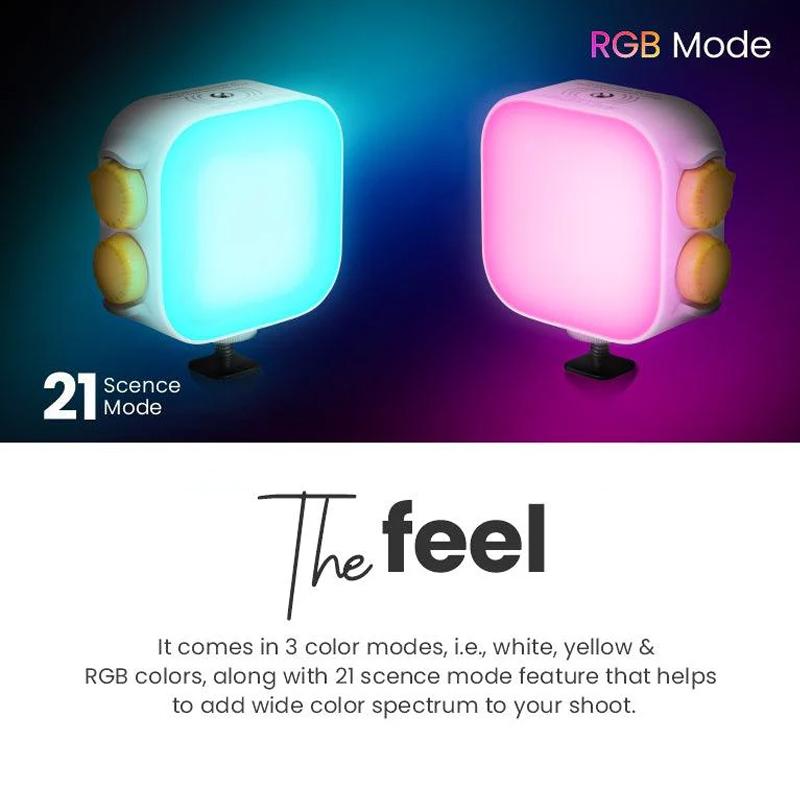 RGB Mode
21 Scence
Mode
The feel
It comes in 3 color modes, i.e., white, yellow &
RGB colors, along with 21 scence mode feature that helps
to add wide color spectrum to your shoot.